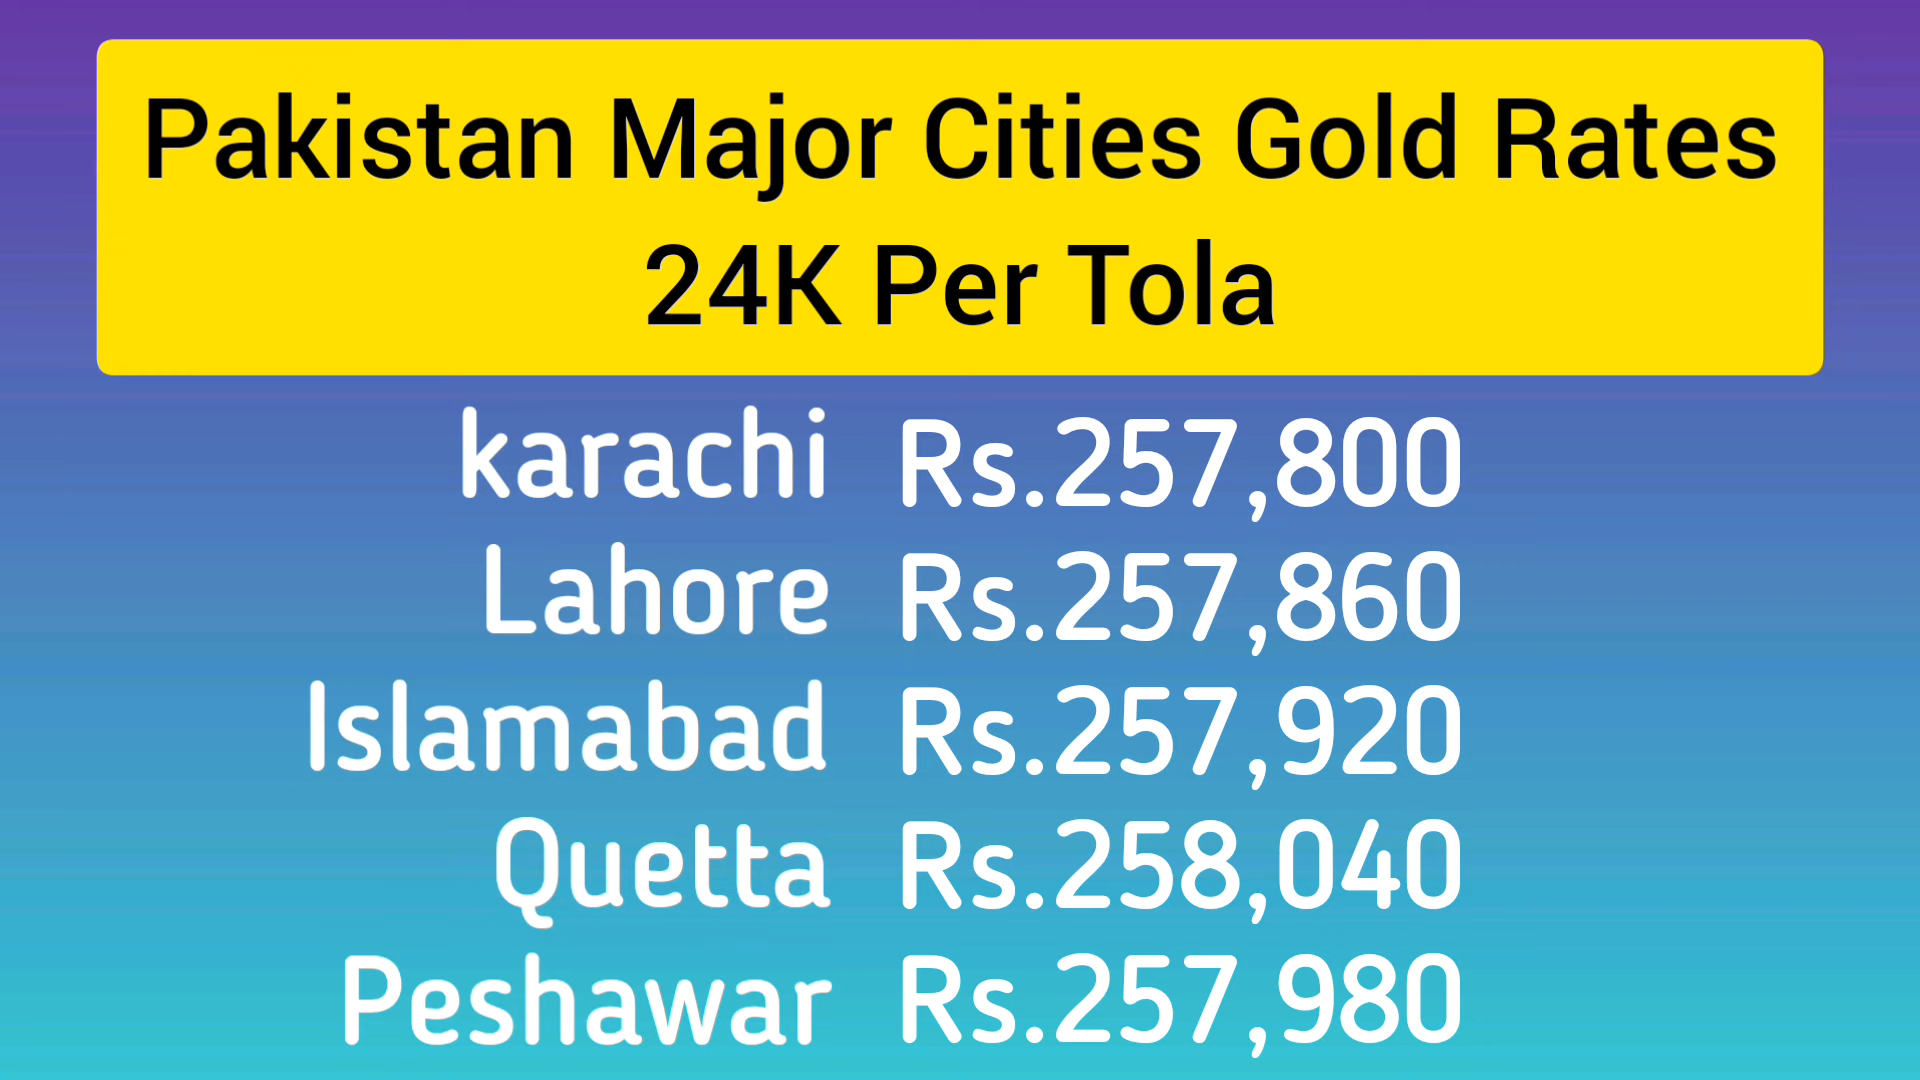 Pakistan Major Cities Gold Rates
24K Per Tola
karachi Rs.257,800
Lahore Rs.257,860
Islamabad Rs.257,920
Quetta Rs.258,040
Peshawar Rs.257,980